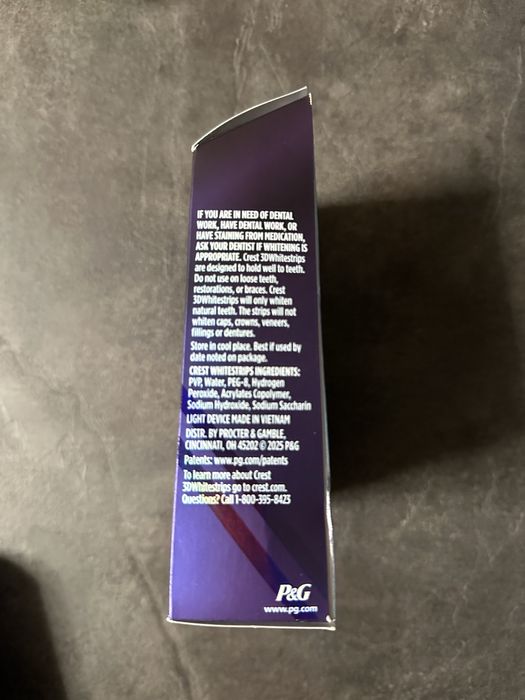 IF YOU ARE IN NEED OF DENTAL
WORK, HAVE DENTAL WORK, OR
HAVE STAINING FROM MEDICATION,
ASK YOUR DENTIST IF WHITENING IS
APPROPRIATE. Crest 3DWhitestrips
are designed to hold well to teeth.
Do not use on loose teeth,
restorations, or braces. Crest
3DWhitestrips will only whiten
natural teeth. The strips will not
whiten caps, crowns, veneers,
fillings or dentures.
Store in cool place. Best if used by
date noted on package.
CREST WHITESTRIPS INGREDIENTS:
PVP, Water, PEG-8, Hydrogen
Peroxide, Acrylates Copolymer,
Sodium Hydroxide, Sodium Saccharin
LIGHT DEVICE MADE IN VIETNAM
DISTR. BY PROCTER & GAMBLE,
CINCINNATI, OH 45202 © 2025 P&G
Patents: www.pg.com/patents
To learn more about Crest
3DWhitestrips go to crest.com.
Questions? Call 1-800-395-8423
P&G
www.pg.com